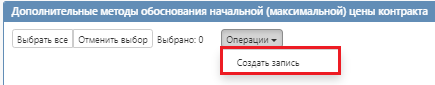 Дополнительные методы обоснования начальной (максимальной) цены контракта
Выбрать все Отменить выбор Выбрано: 0 Операции
Создать запись